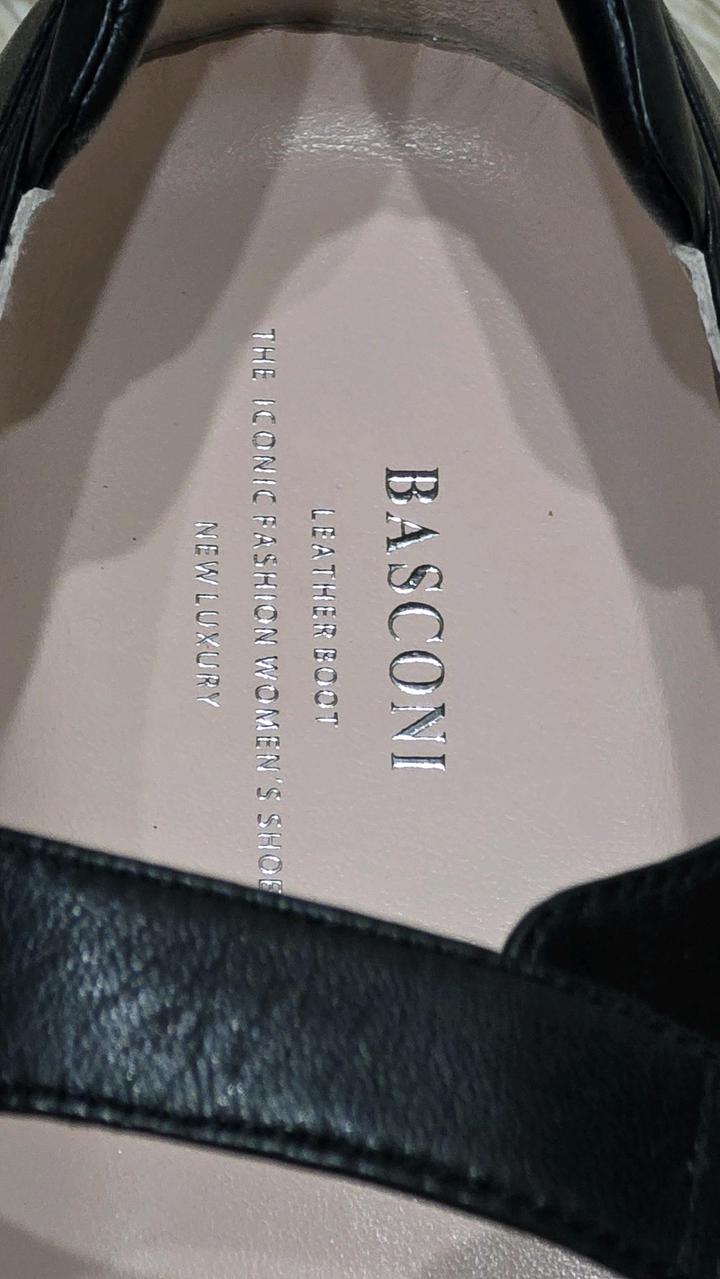 BASCONI
LEATHER BOOT
THE ICONIC FASHION WOMEN'S SHOE
NEW LUXURY